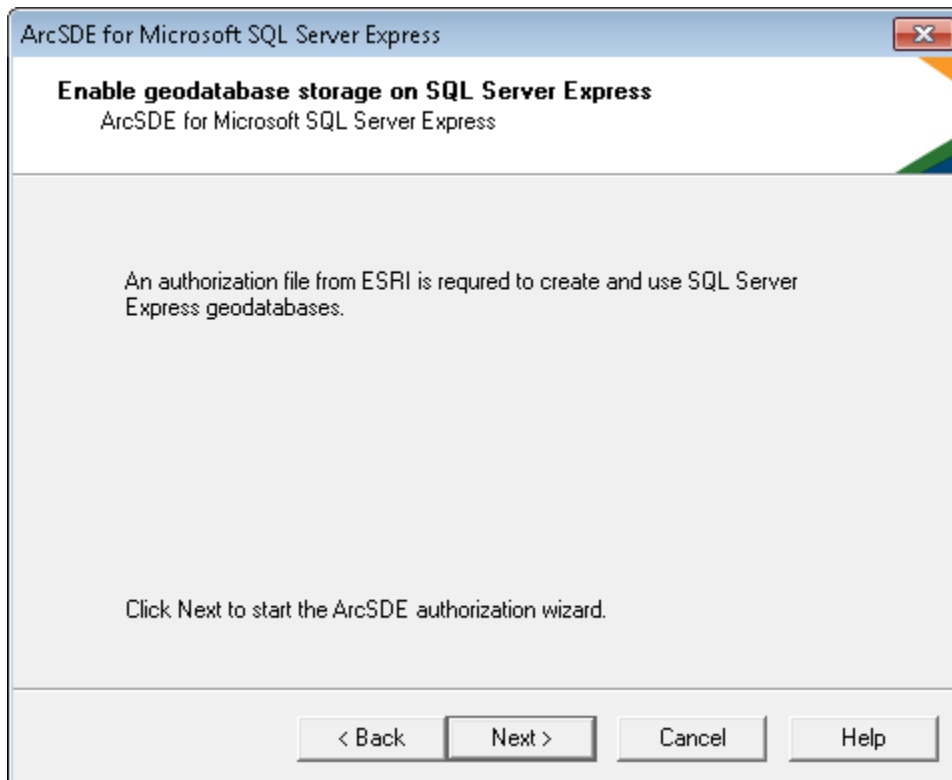 ArcSDE for Microsoft SQL Server Express
Enable geodatabase storage on SQL Server Express
ArcSDE for Microsoft SQL Server Express
An authorization file from ESRI is requred to create and use SQL Server
Express geodatabases.
Click Next to start the ArcSDE authorization wizard.
< Back
Next >
Cancel
Help